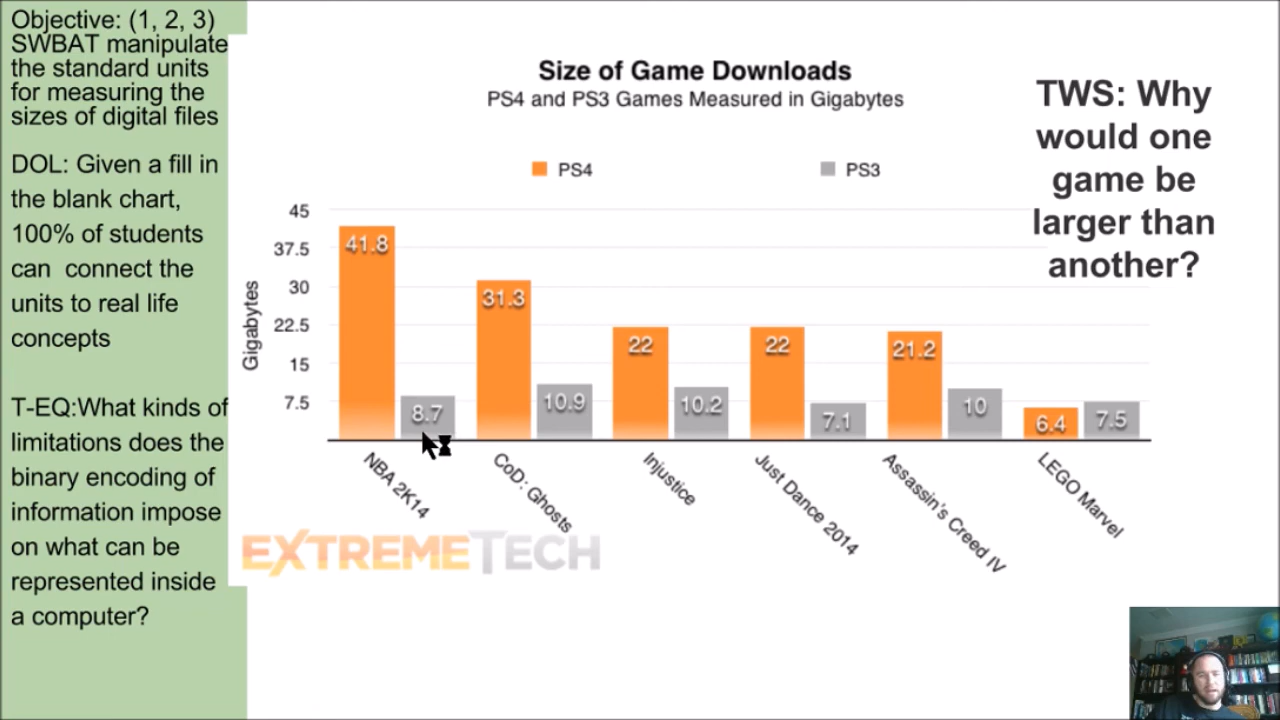 Objective: (1, 2, 3)
SWBAT manipulate
the standard units
for measuring the
sizes of digital files
DOL: Given a fill in
the blank chart,
100% of students
can connect the
units to real life
concepts
T-EQ:What kinds of
limitations does the
binary encoding of
information impose
on what can be
represented inside
a computer?
Size of Game Downloads
PS4 and PS3 Games Measured in Gigabytes
PS4
PS3
Gigabytes
45
37.5
30
22.5
15
7.5
41.8
8.7
31.3
10.9
22
10.2
22
7.1
21.2
10
6.4
7.5
NBA 2K14
CoD: Ghosts
Injustice
Just Dance 2014
Assassin's Creed IV
LEGO Marvel
EXTREMETECH
TWS: Why
would one
game be
larger than
another?